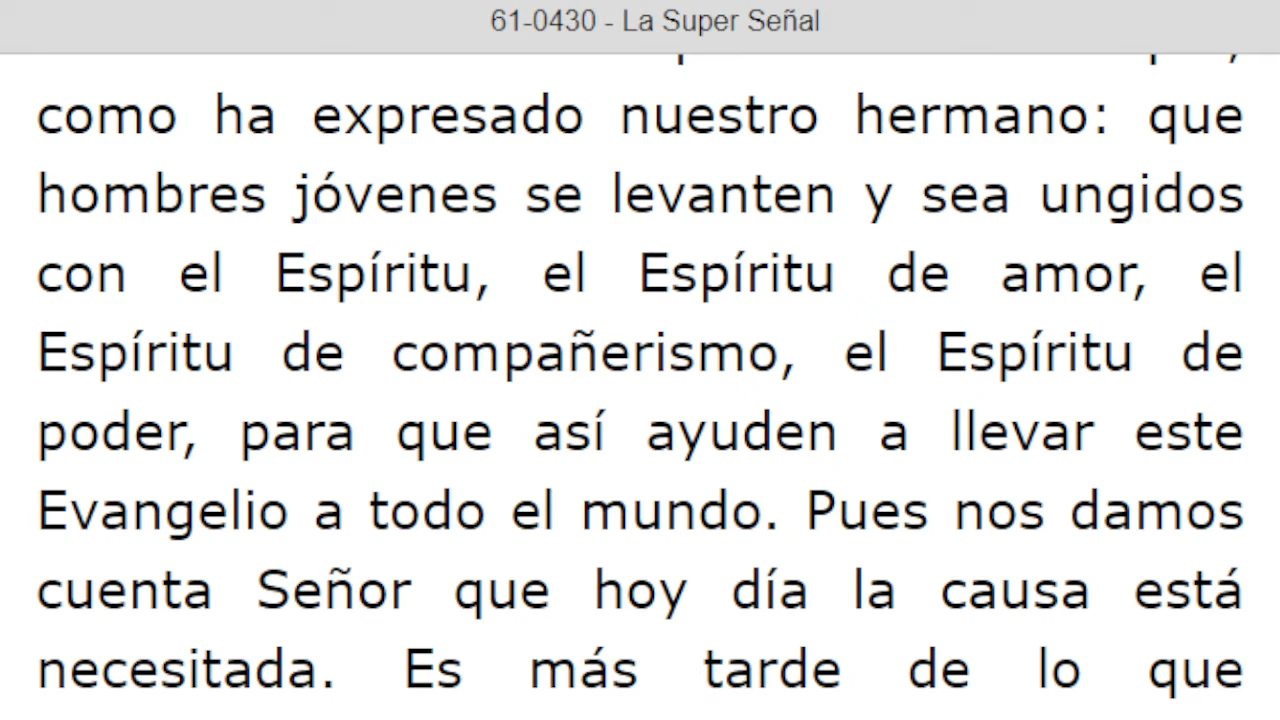 61-0430 - La Super Señal
como ha expresado nuestro hermano: que
hombres jóvenes se levanten y sea ungidos
con el Espíritu, el Espíritu de amor, el
Espíritu de compañerismo, el Espíritu de
poder, para que así ayuden a llevar este
Evangelio a todo el mundo. Pues nos damos
cuenta Señor que hoy día la causa está
necesitada. Es más tarde de lo que